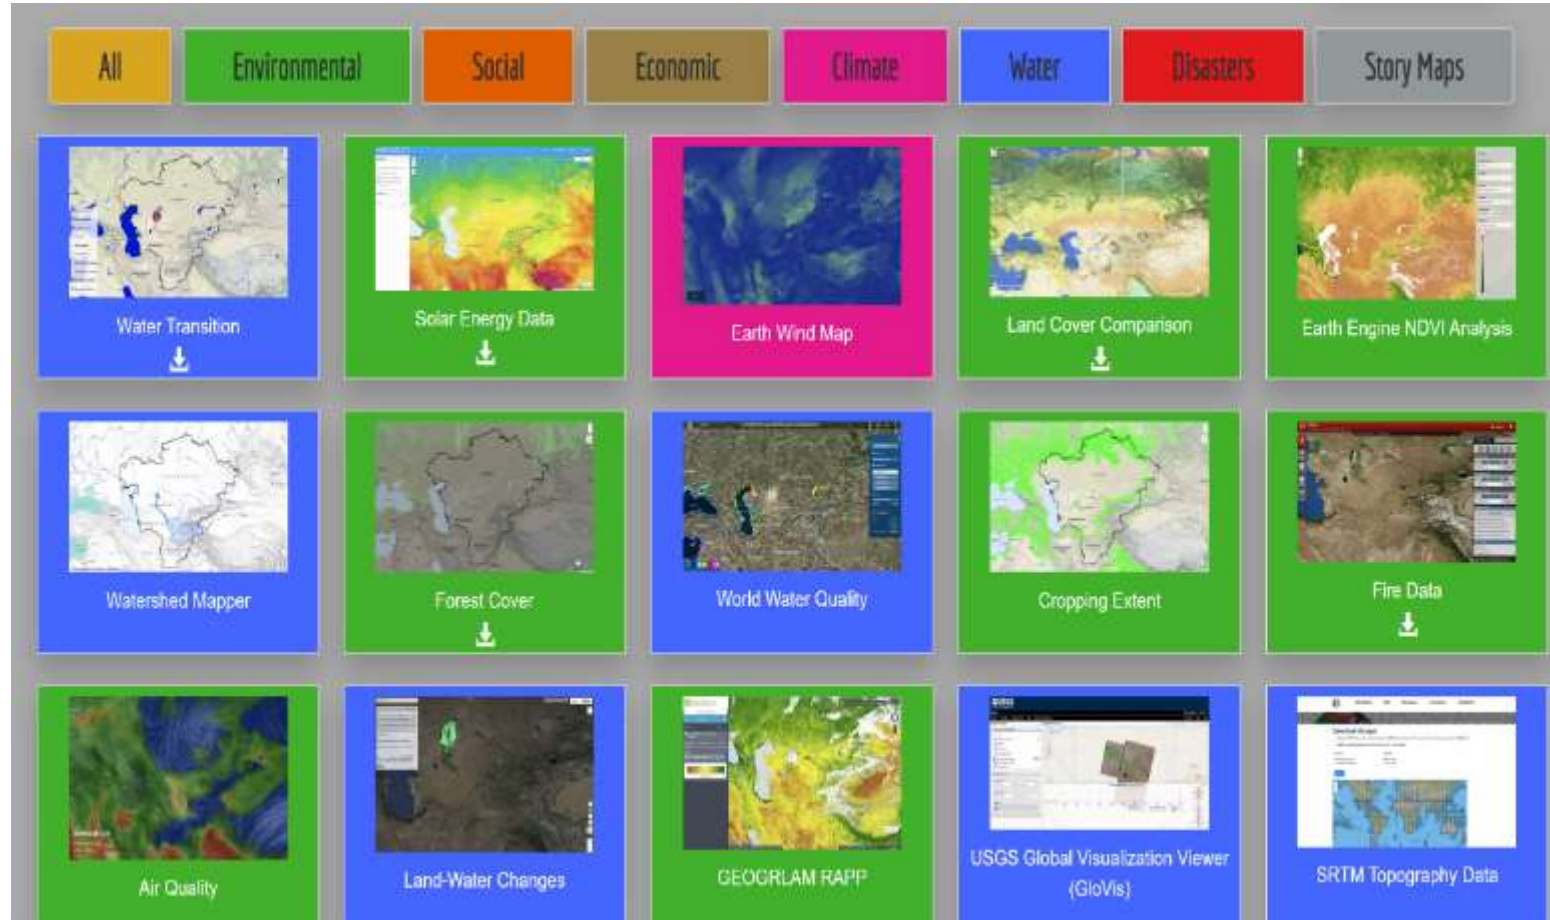 All
Environmental
Social
Economic
Climate
Water
Disasters
Story Maps
Water Transition
Solar Energy Data
Earth Wind Map
Land Cover Comparison
Earth Engine NDVI Analysis
Watershed Mapper
Forest Cover
World Water Quality
Cropping Extent
Fire Data
Air Quality
Land-Water Changes
GEOGRLAM RAPP
USGS Global Visualization Viewer
(GloVis)
SRTM Topography Data